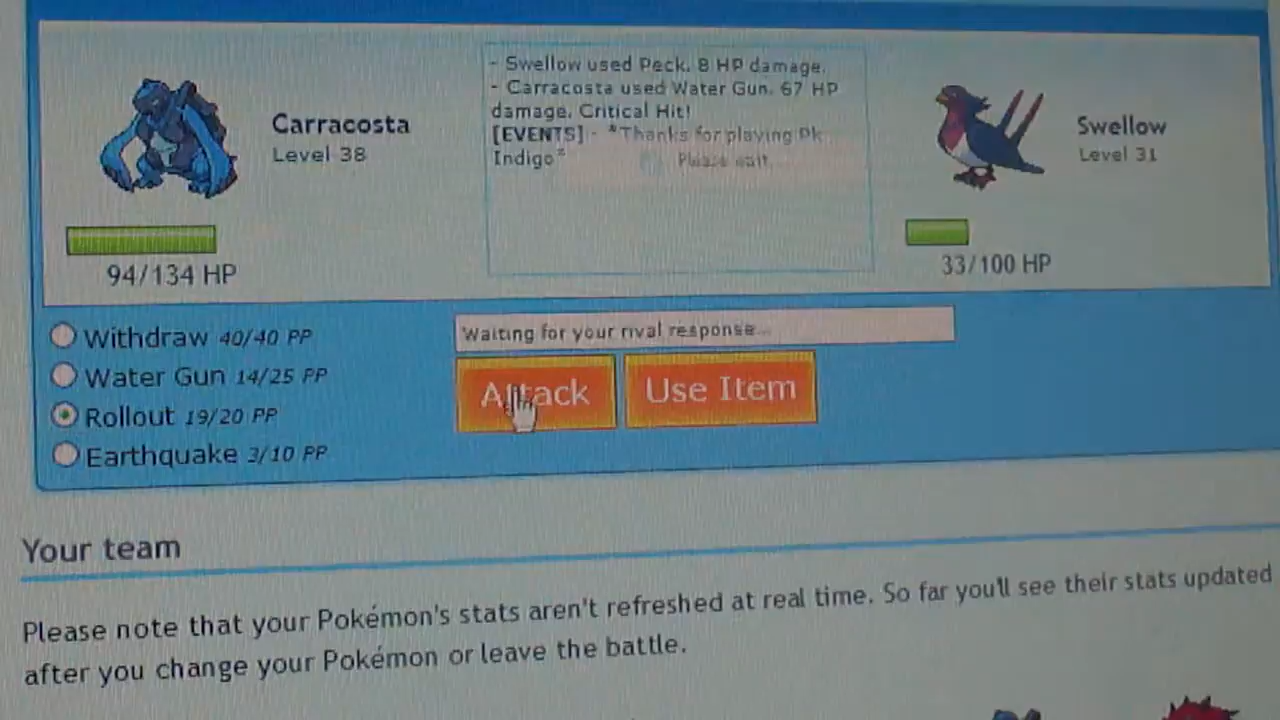 Carracosta
Level 38
94/134 HP
- Swellow used Peck. 8 HP damage.
- Carracosta used Water Gun. 67 HP
damage. Critical Hit!
[EVENTS] - *Thanks for playing Pk
Indigo*
Please wait.
Swellow
Level 31
33/100 HP
Withdraw 40/40 PP
Water Gun 14/25 PP
Rollout 19/20 PP
Earthquake 3/10 PP
Waiting for your rival response...
Attack
Use Item
Your team
Please note that your Pokémon's stats aren't refreshed at real time. So far you'll see their stats updated
after you change your Pokémon or leave the battle.